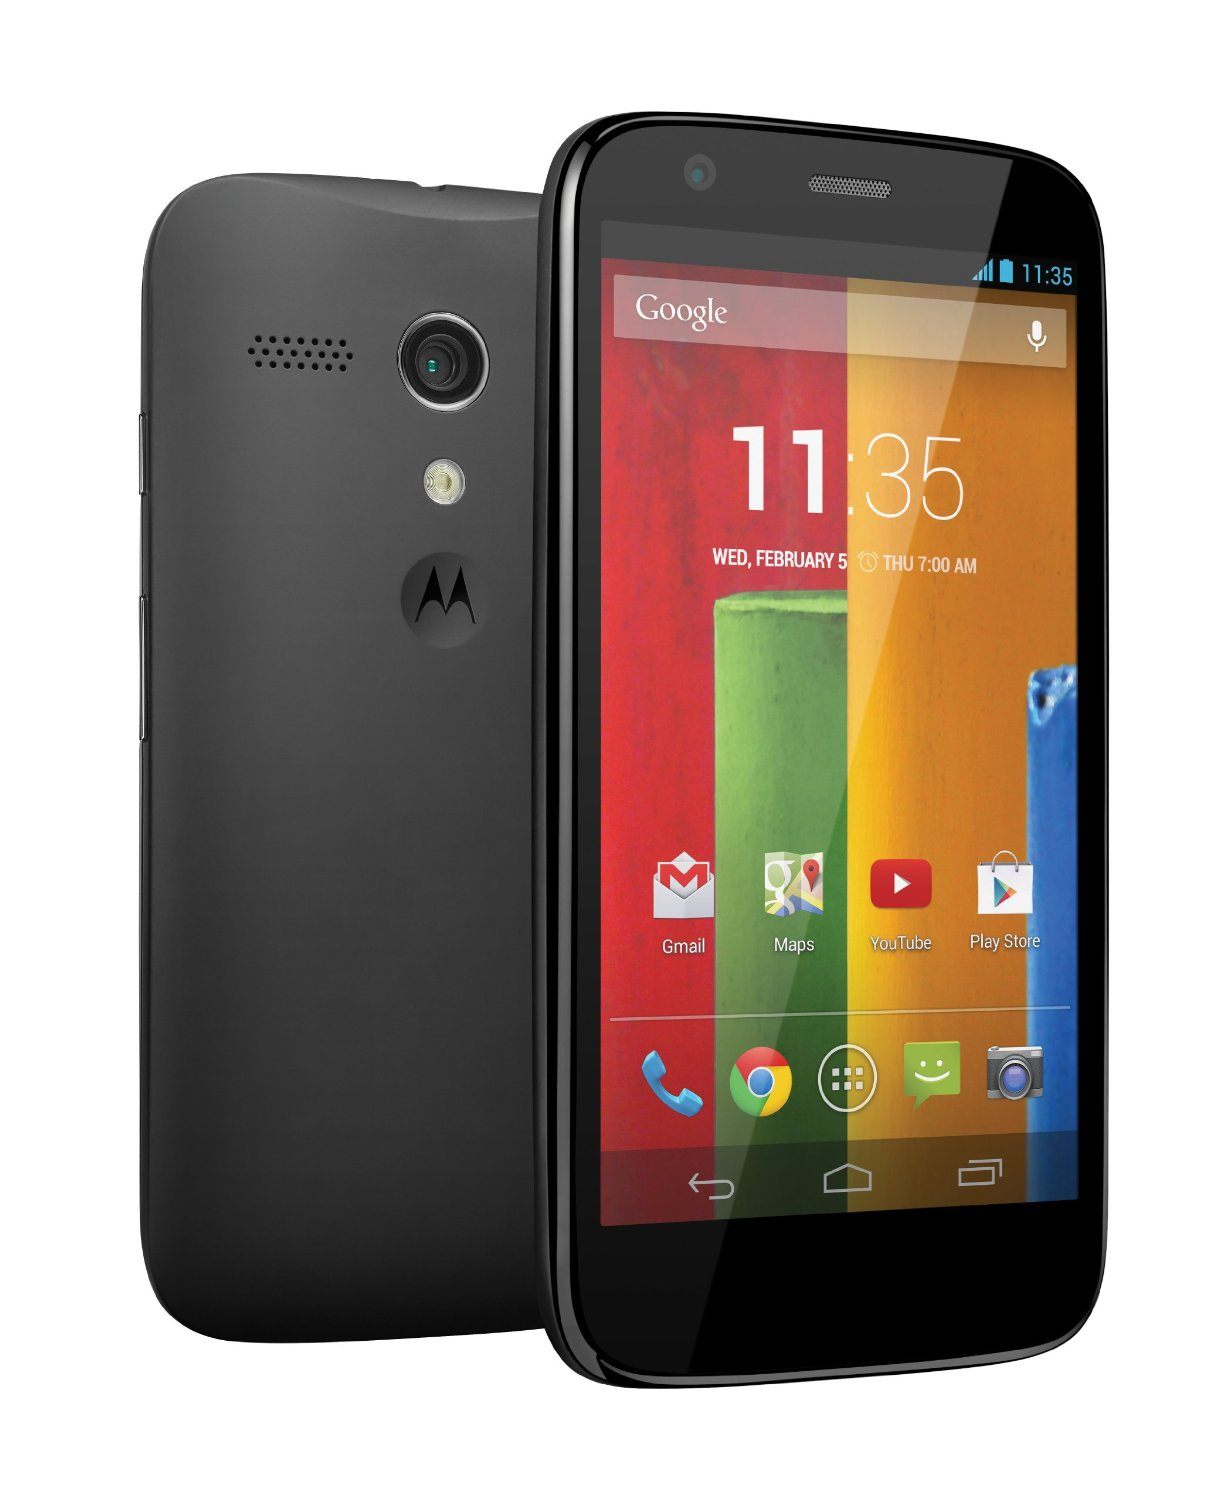 11:35
Google
11:35
WED, FEBRUARY 5 THU 7:00 AM
Gmail Maps YouTube Play Store